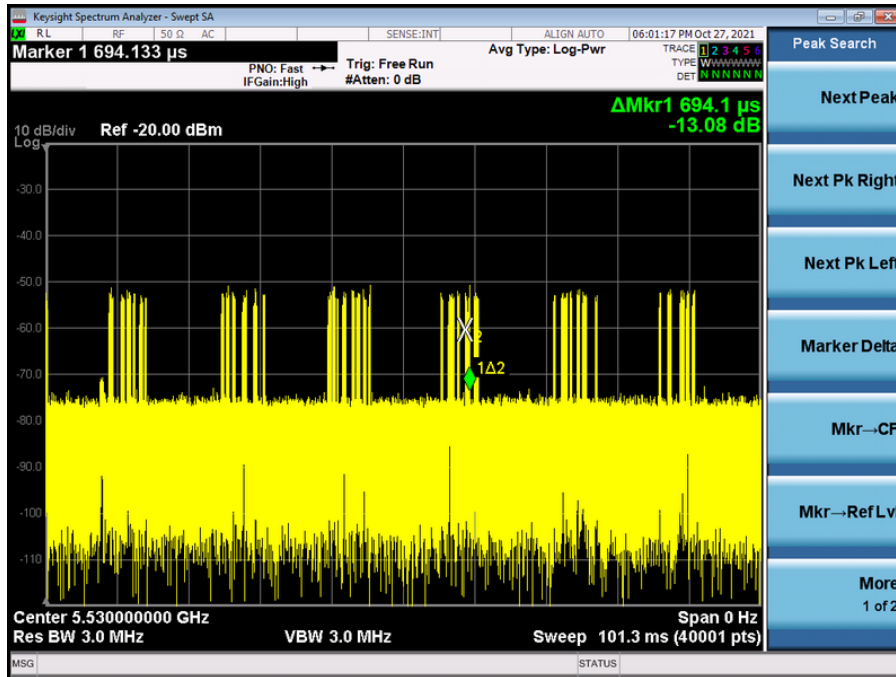 Keysight Spectrum Analyzer - Swept SA
LXI RL RF 50 Ω AC SENSE:INT ALIGN AUTO 06:01:17 PM Oct 27, 2021
Marker 1 694.133 µs
PNO: Fast
IFGain:High
Trig: Free Run
#Atten: 0 dB
Avg Type: Log-Pwr
TRACE 1 2 3 4 5 6
TYPE WWWWWW
DET N N N N N N
ΔMkr1 694.1 µs
-13.08 dB
10 dB/div Ref -20.00 dBm
Log
-30.0
-40.0
-50.0
-60.0
-70.0
-80.0
-90.0
-100
-110
2
1Δ2
Center 5.530000000 GHz
Span 0 Hz
Res BW 3.0 MHz
VBW 3.0 MHz
Sweep 101.3 ms (40001 pts)
MSG
STATUS
Peak Search
Next Peak
Next Pk Right
Next Pk Left
Marker Delta
Mkr→CF
Mkr→Ref Lvl
More
1 of 2